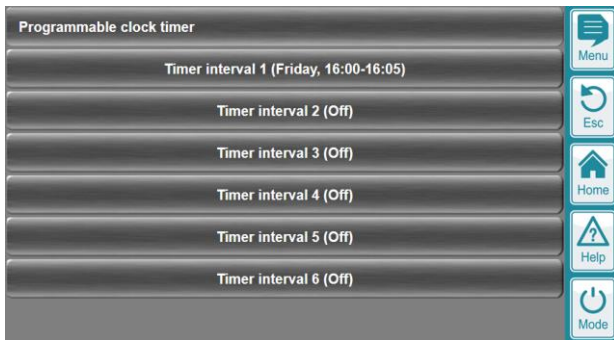 Programmable clock timer
Timer interval 1 (Friday, 16:00-16:05)
Timer interval 2 (Off)
Timer interval 3 (Off)
Timer interval 4 (Off)
Timer interval 5 (Off)
Timer interval 6 (Off)
Menu
Esc
Home
?
Help
Mode